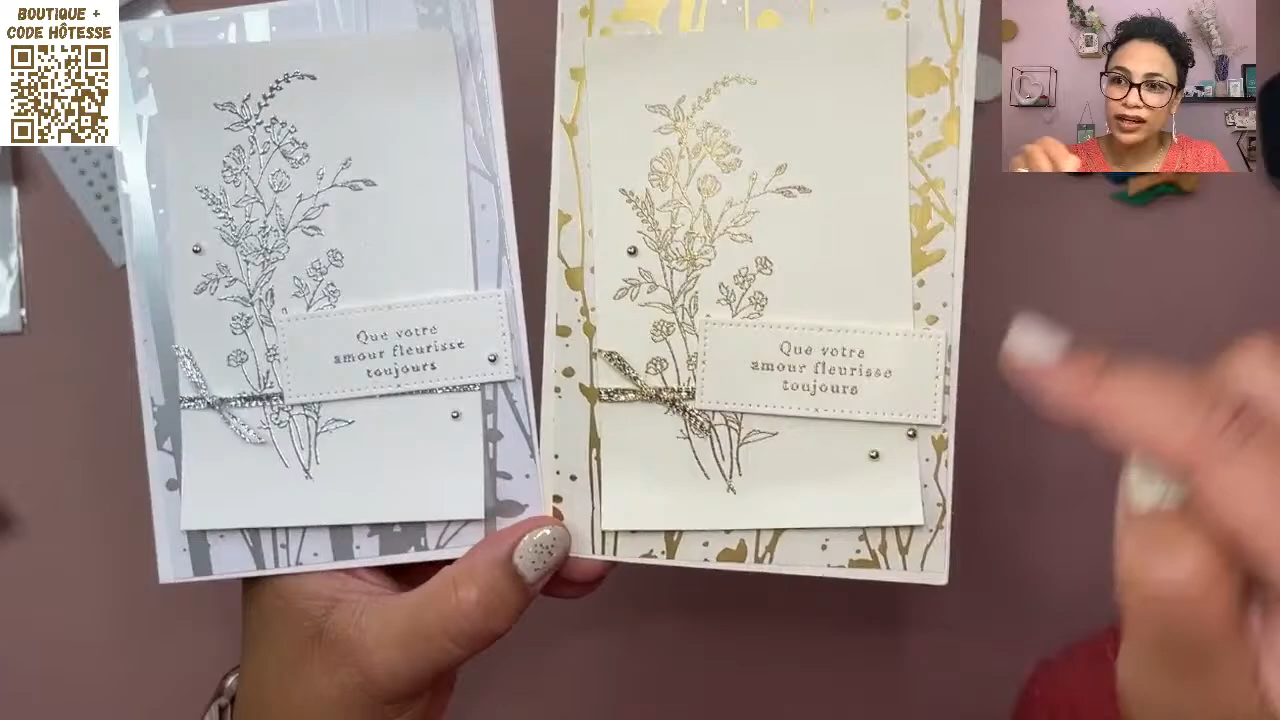 BOUTIQUE +
CODE HÔTESSE
Que votre
amour fleurisse
toujours
Que votre
amour fleurisse
toujours